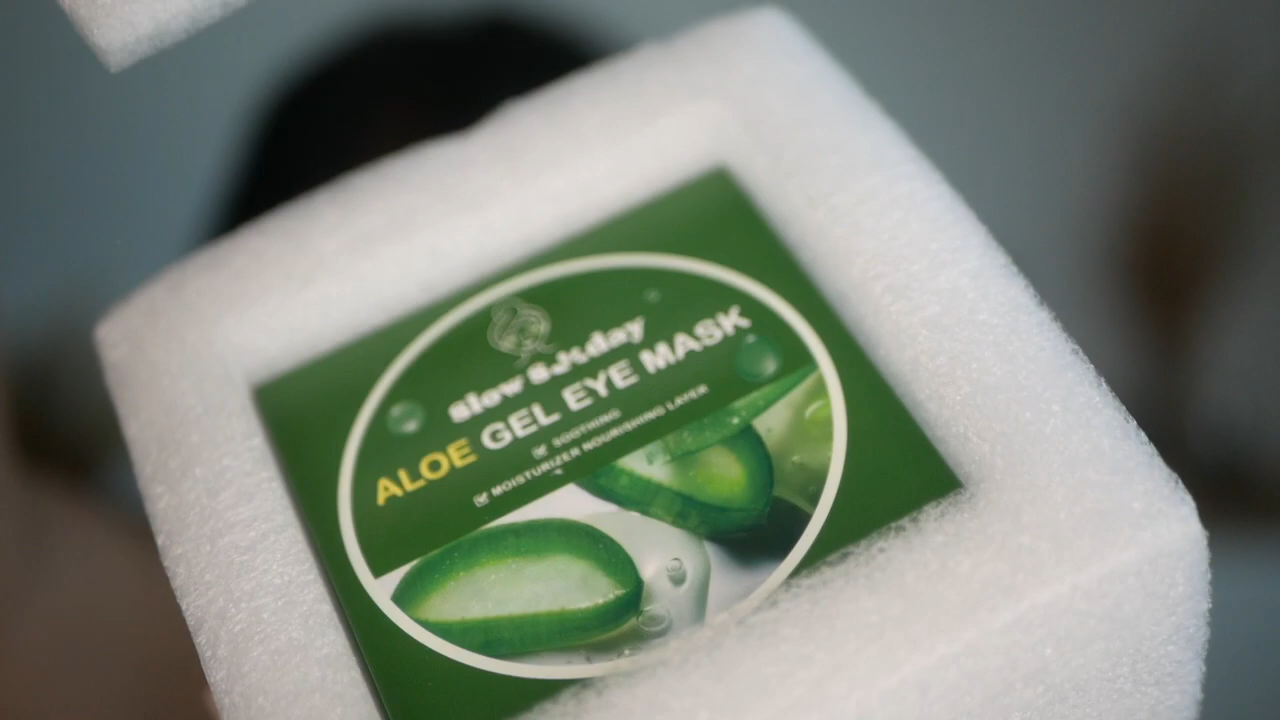 slow
ALOE GEL EYE MASK
SOOTHING
MOISTURIZER NOURISHING LAYER